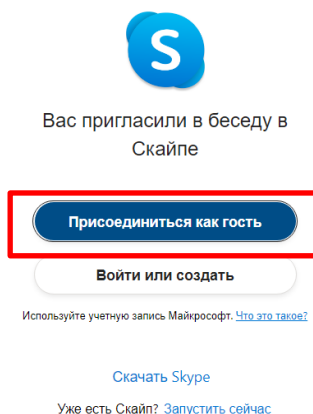 S
Вас пригласили в беседу в
Скайпе
Присоединиться как гость
Войти или создать
Используйте учетную запись Майкрософт. Что это такое?
Скачать Skype
Уже есть Скайп? Запустить сейчас